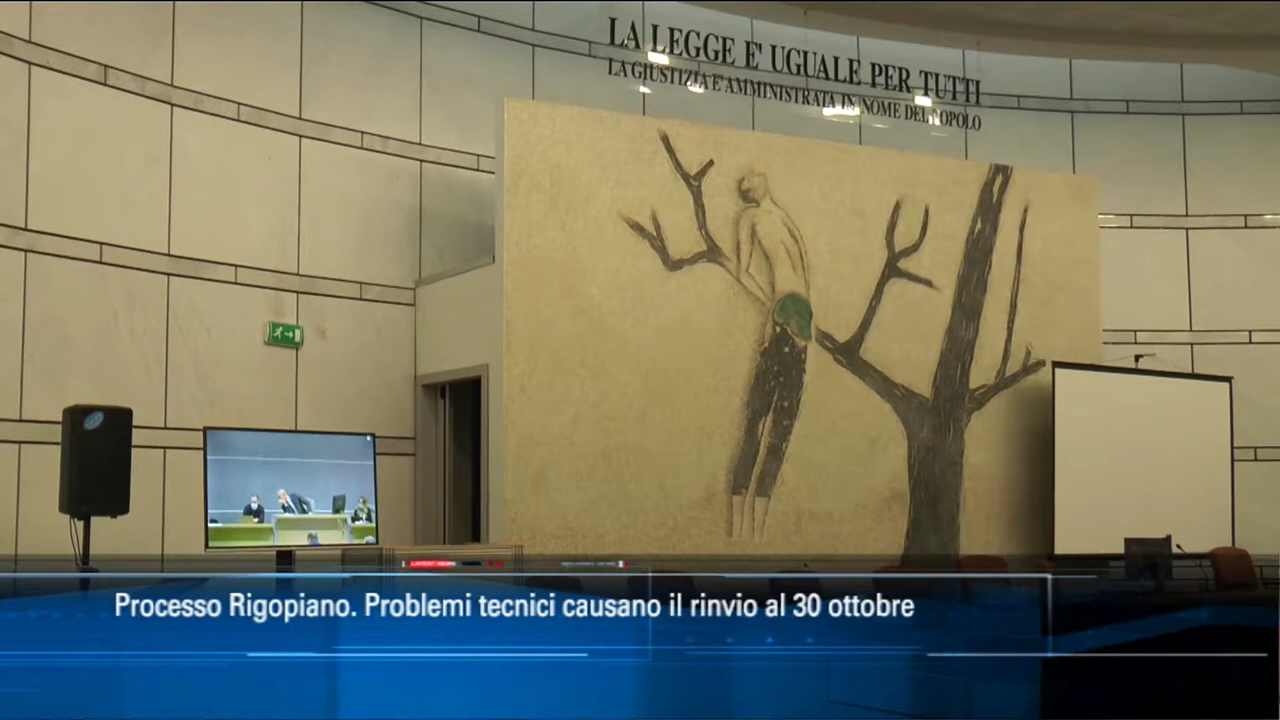 LA LEGGE E' UGUALE PER TUTTI
LA GIUSTIZIA E' AMMINISTRATA IN NOME DEL POPOLO
Processo Rigopiano. Problemi tecnici causano il rinvio al 30 ottobre